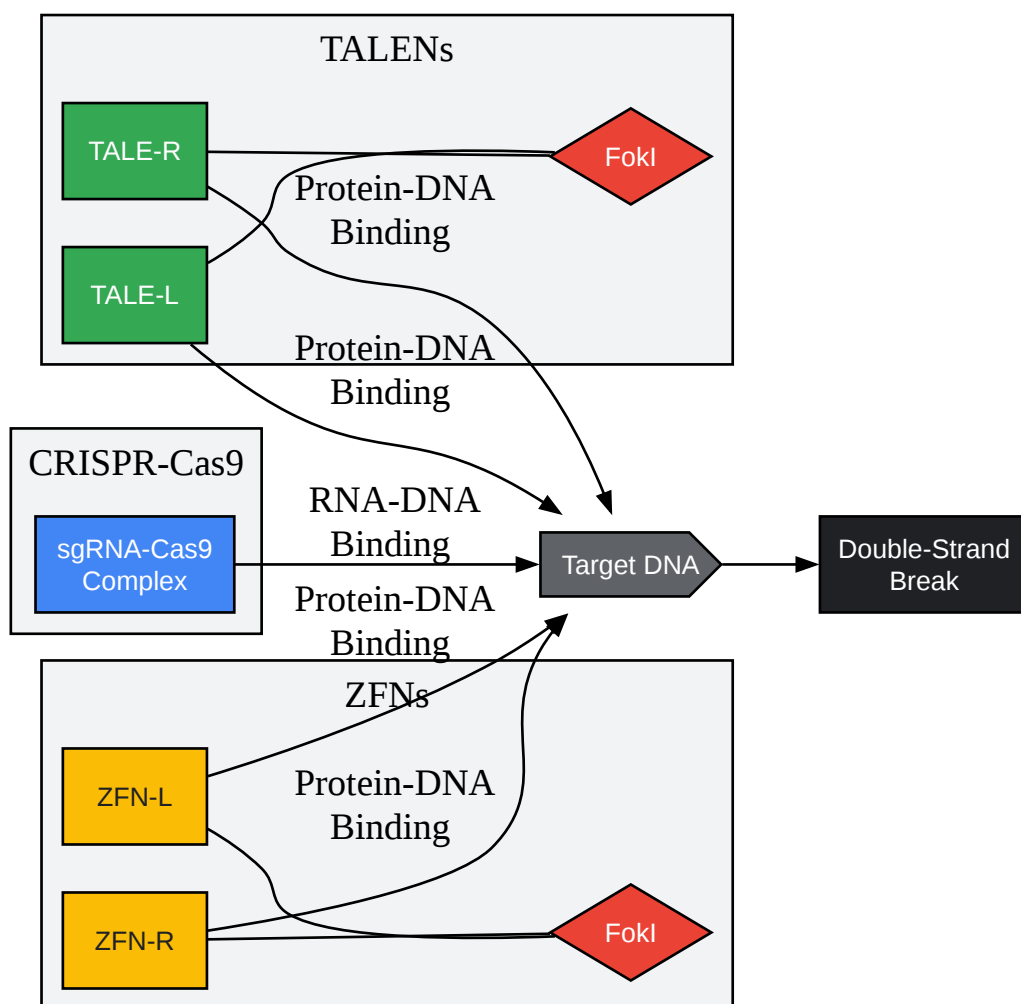 TALENs
TALE-R
FokI
Protein-DNA
Binding
TALE-L
Protein-DNA
Binding
CRISPR-Cas9
sgRNA-Cas9
Complex
RNA-DNA
Binding
Target DNA
Double-Strand
Break
Protein-DNA
Binding
ZFNs
ZFN-L
Protein-DNA
Binding
ZFN-R
FokI